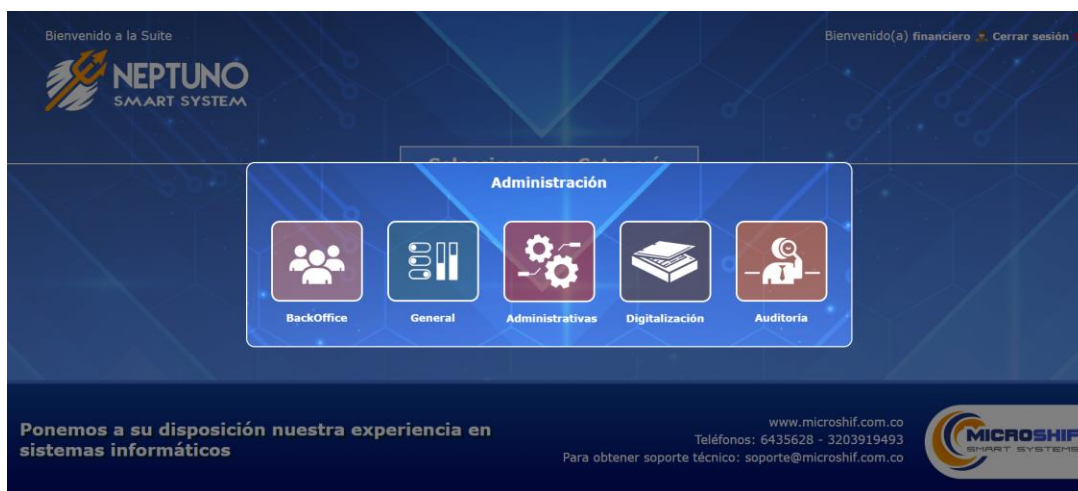 Bienvenido a la Suite
Bienvenido(a) financiero Cerrar sesión
NEPTUNO
SMART SYSTEM
Administración
BackOffice
General
Administrativas
Digitalización
Auditoría
Ponemos a su disposición nuestra experiencia en
sistemas informáticos
www.microshif.com.co
Teléfonos: 6435628 - 3203919493
Para obtener soporte técnico: soporte@microshif.com.co
MICROSHIF
SMART SYSTEMS